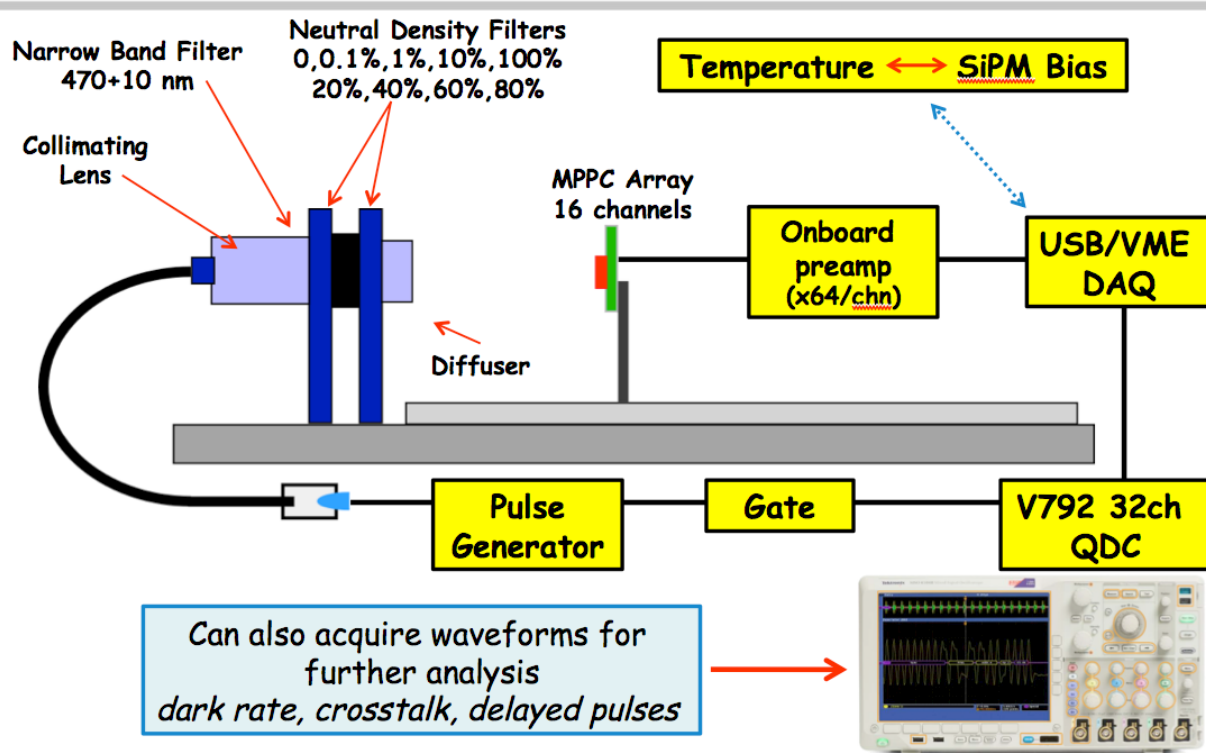 Neutral Density Filters
0,0.1%,1%,10%,100%
20%,40%,60%,80%
Narrow Band Filter
470+10 nm
Collimating
Lens
Temperature
SiPM Bias
MPPC Array
16 channels
Onboard
preamp
(x64/chn)
USB/VME
DAQ
Diffuser
Pulse
Generator
Gate
V792 32ch
QDC
Can also acquire waveforms for
further analysis
dark rate, crosstalk, delayed pulses